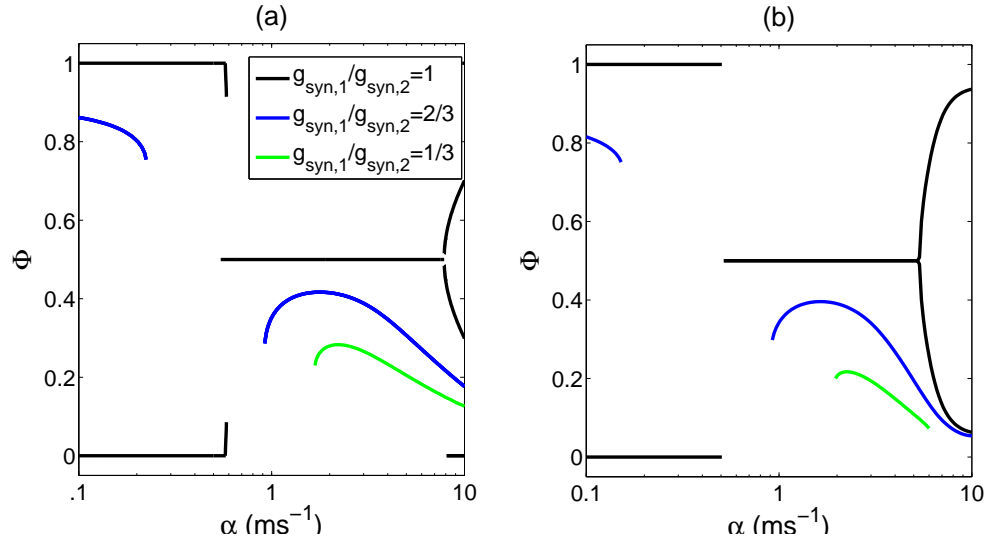 (a)
(b)
1
0.8
0.6
0.4
0.2
0
Φ
.1
1
10
α (ms⁻¹)
g_syn,1/g_syn,2=1
g_syn,1/g_syn,2=2/3
g_syn,1/g_syn,2=1/3
1
0.8
0.6
0.4
0.2
0
Φ
0.1
1
10
α (ms⁻¹)